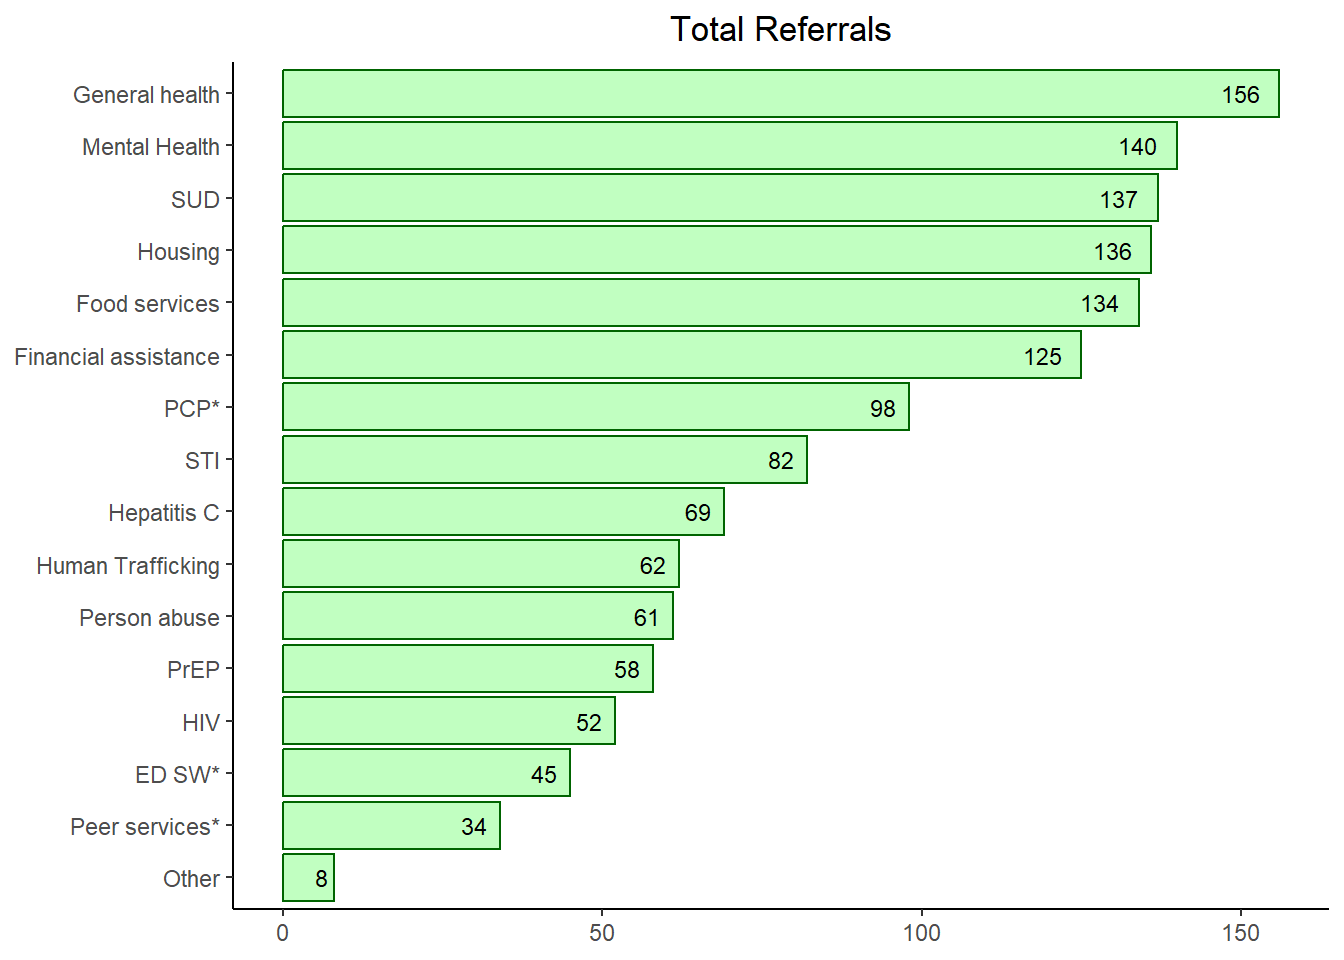 Total Referrals
General health 156
Mental Health 140
SUD 137
Housing 136
Food services 134
Financial assistance 125
PCP* 98
STI 82
Hepatitis C 69
Human Trafficking 62
Person abuse 61
PrEP 58
HIV 52
ED SW* 45
Peer services* 34
Other 8
0 50 100 150